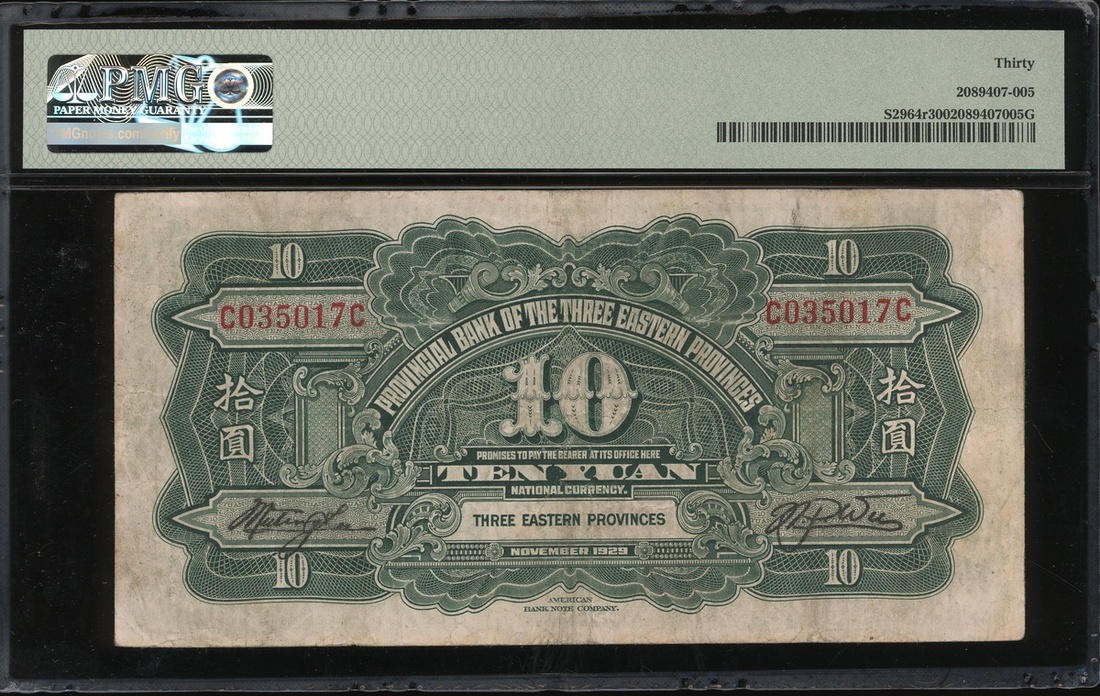 PMG
PAPER MONEY GUARANTY
Thirty
2089407-005
S2964r3002089407005G
10
10
C035017C
C035017C
PROVINCIAL BANK OF THE THREE EASTERN PROVINCES
拾圓
10
拾圓
PROMISES TO PAY THE BEARER AT ITS OFFICE HERE
TEN YUAN
NATIONAL CURRENCY.
THREE EASTERN PROVINCES
NOVEMBER 1929
10
10
AMERICAN
BANK NOTE COMPANY.